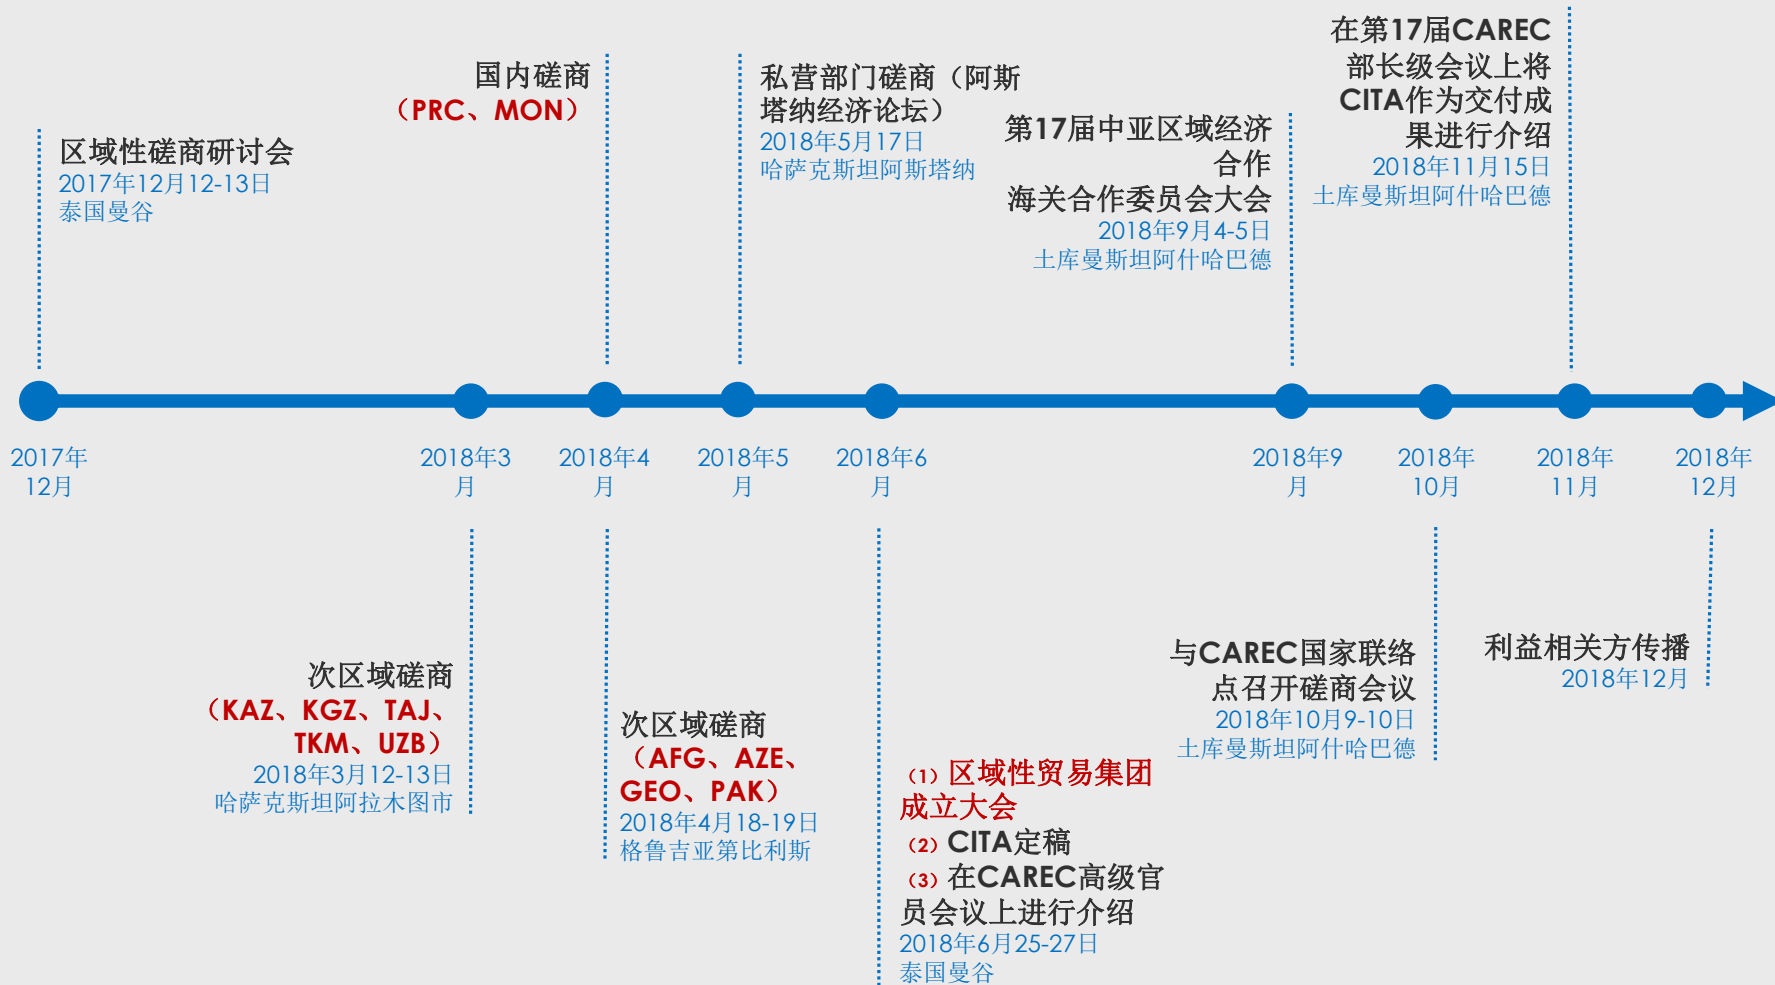 区域性磋商研讨会
2017年12月12-13日
泰国曼谷
国内磋商
（PRC、MON）
私营部门磋商（阿斯
塔纳经济论坛）
2018年5月17日
哈萨克斯坦阿斯塔纳
第17届中亚区域经济
合作
海关合作委员会大会
2018年9月4-5日
土库曼斯坦阿什哈巴德
在第17届CAREC
部长级会议上将
CITA作为交付成
果进行介绍
2018年11月15日
土库曼斯坦阿什哈巴德
2017年
12月
2018年3
月
2018年4
月
2018年5
月
2018年6
月
2018年9
月
2018年
10月
2018年
11月
2018年
12月
次区域磋商
（KAZ、KGZ、TAJ、
TKM、UZB）
2018年3月12-13日
哈萨克斯坦阿拉木图市
次区域磋商
（AFG、AZE、
GEO、PAK）
2018年4月18-19日
格鲁吉亚第比利斯
（1）区域性贸易集团
成立大会
（2）CITA定稿
（3）在CAREC高级官
员会议上进行介绍
2018年6月25-27日
泰国曼谷
与CAREC国家联络
点召开磋商会议
2018年10月9-10日
土库曼斯坦阿什哈巴德
利益相关方传播
2018年12月